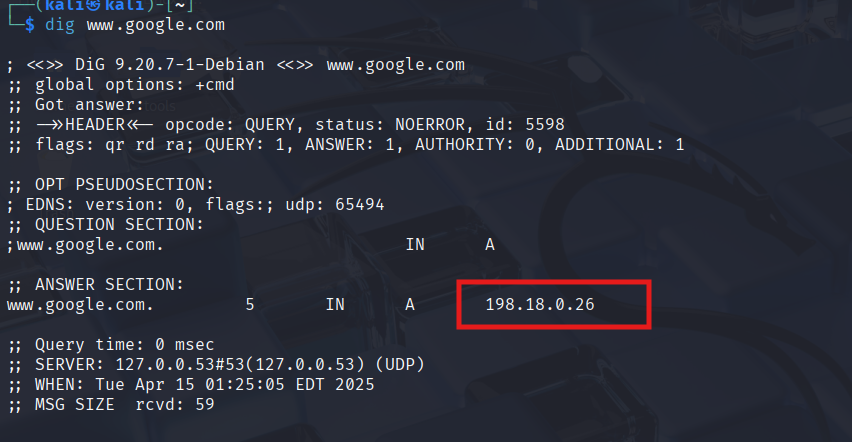 ┌──(kali㉿kali)-[~]
└─$ dig www.google.com
; <<>> DiG 9.20.7-1-Debian <<>> www.google.com
;; global options: +cmd
;; Got answer:
;; ->>HEADER<<- opcode: QUERY, status: NOERROR, id: 5598
;; flags: qr rd ra; QUERY: 1, ANSWER: 1, AUTHORITY: 0, ADDITIONAL: 1
;; OPT PSEUDOSECTION:
; EDNS: version: 0, flags:; udp: 65494
;; QUESTION SECTION:
;www.google.com. IN A
;; ANSWER SECTION:
www.google.com. 5 IN A 198.18.0.26
;; Query time: 0 msec
;; SERVER: 127.0.0.53#53(127.0.0.53) (UDP)
;; WHEN: Tue Apr 15 01:25:05 EDT 2025
;; MSG SIZE rcvd: 59